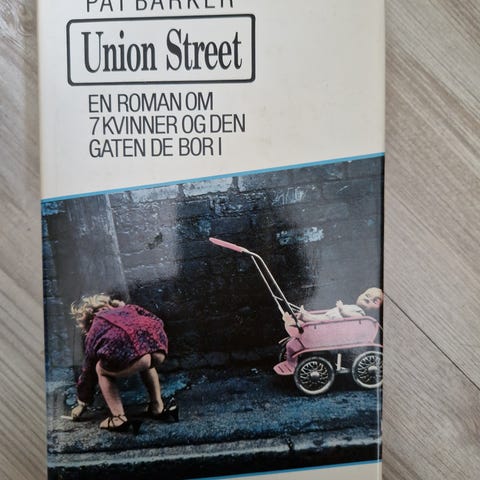 PAT BARKER
Union Street
EN ROMAN OM
7 KVINNER OG DEN
GATEN DE BOR I